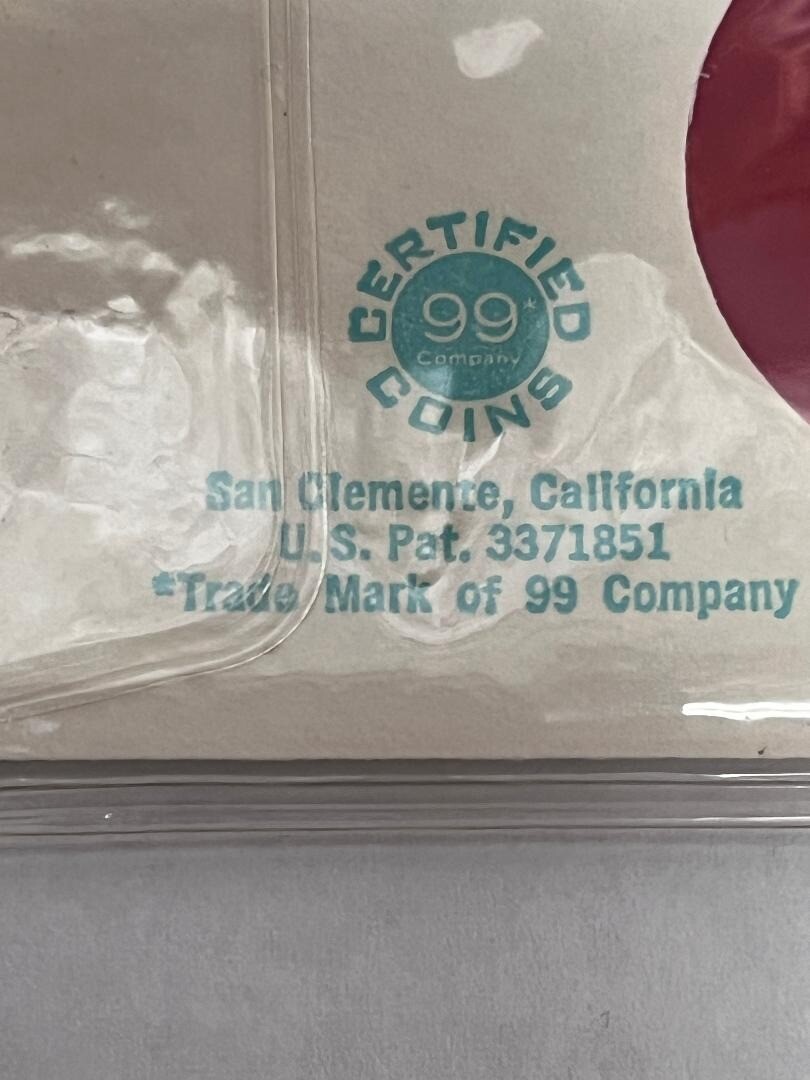 CERTIFIED
99*
Company
COINS
San Clemente, California
U.S. Pat. 3371851
*Trade Mark of 99 Company